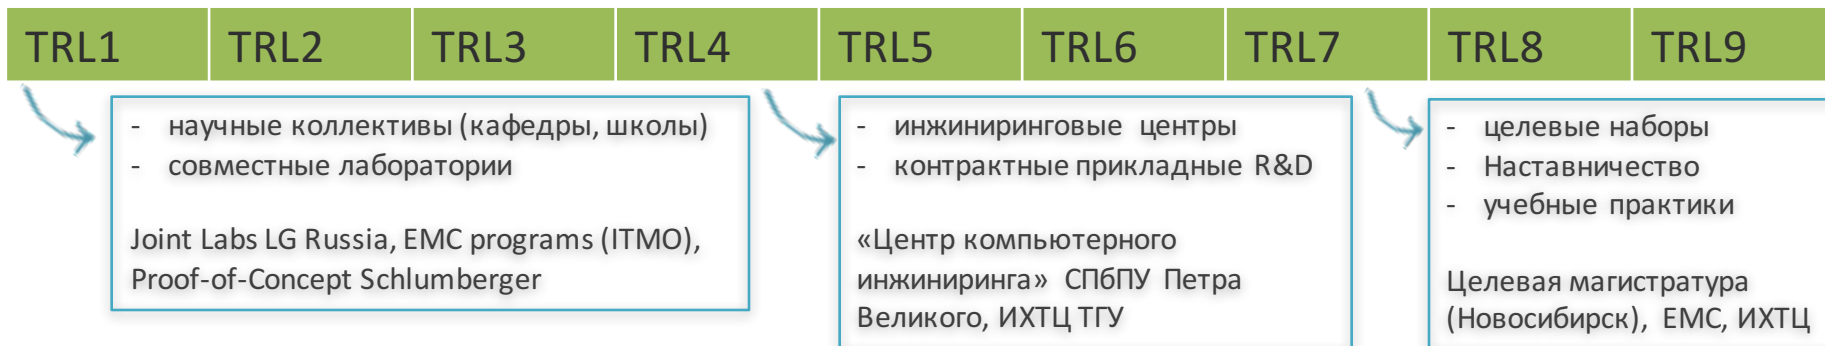 TRL1 TRL2 TRL3 TRL4 TRL5 TRL6 TRL7 TRL8 TRL9
- научные коллективы (кафедры, школы)
- совместные лаборатории
Joint Labs LG Russia, EMC programs (ITMO),
Proof-of-Concept Schlumberger
- инжиниринговые центры
- контрактные прикладные R&D
«Центр компьютерного
инжиниринга» СПбПУ Петра
Великого, ИХТЦ ТГУ
- целевые наборы
- Наставничество
- учебные практики
Целевая магистратура
(Новосибирск), EMC, ИХТЦ